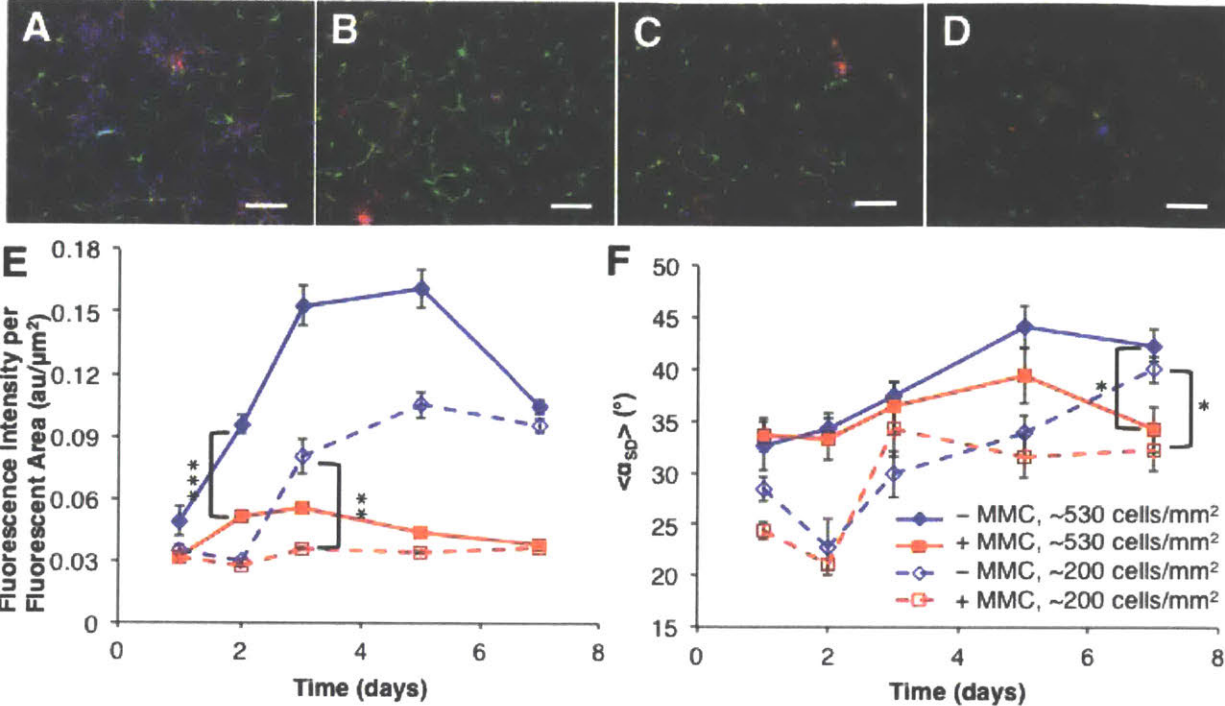 A B C D
E
0.18
0.15
0.12
0.09
0.06
0.03
0
Fluorescence Intensity per
Fluorescent Area (au/μm²)
***
**
0 2 4 6 8
Time (days)
F
50
45
40
35
30
25
20
15
<α_SD> (°)
*
*
– MMC, ~530 cells/mm²
+ MMC, ~530 cells/mm²
– MMC, ~200 cells/mm²
+ MMC, ~200 cells/mm²
0 2 4 6 8
Time (days)